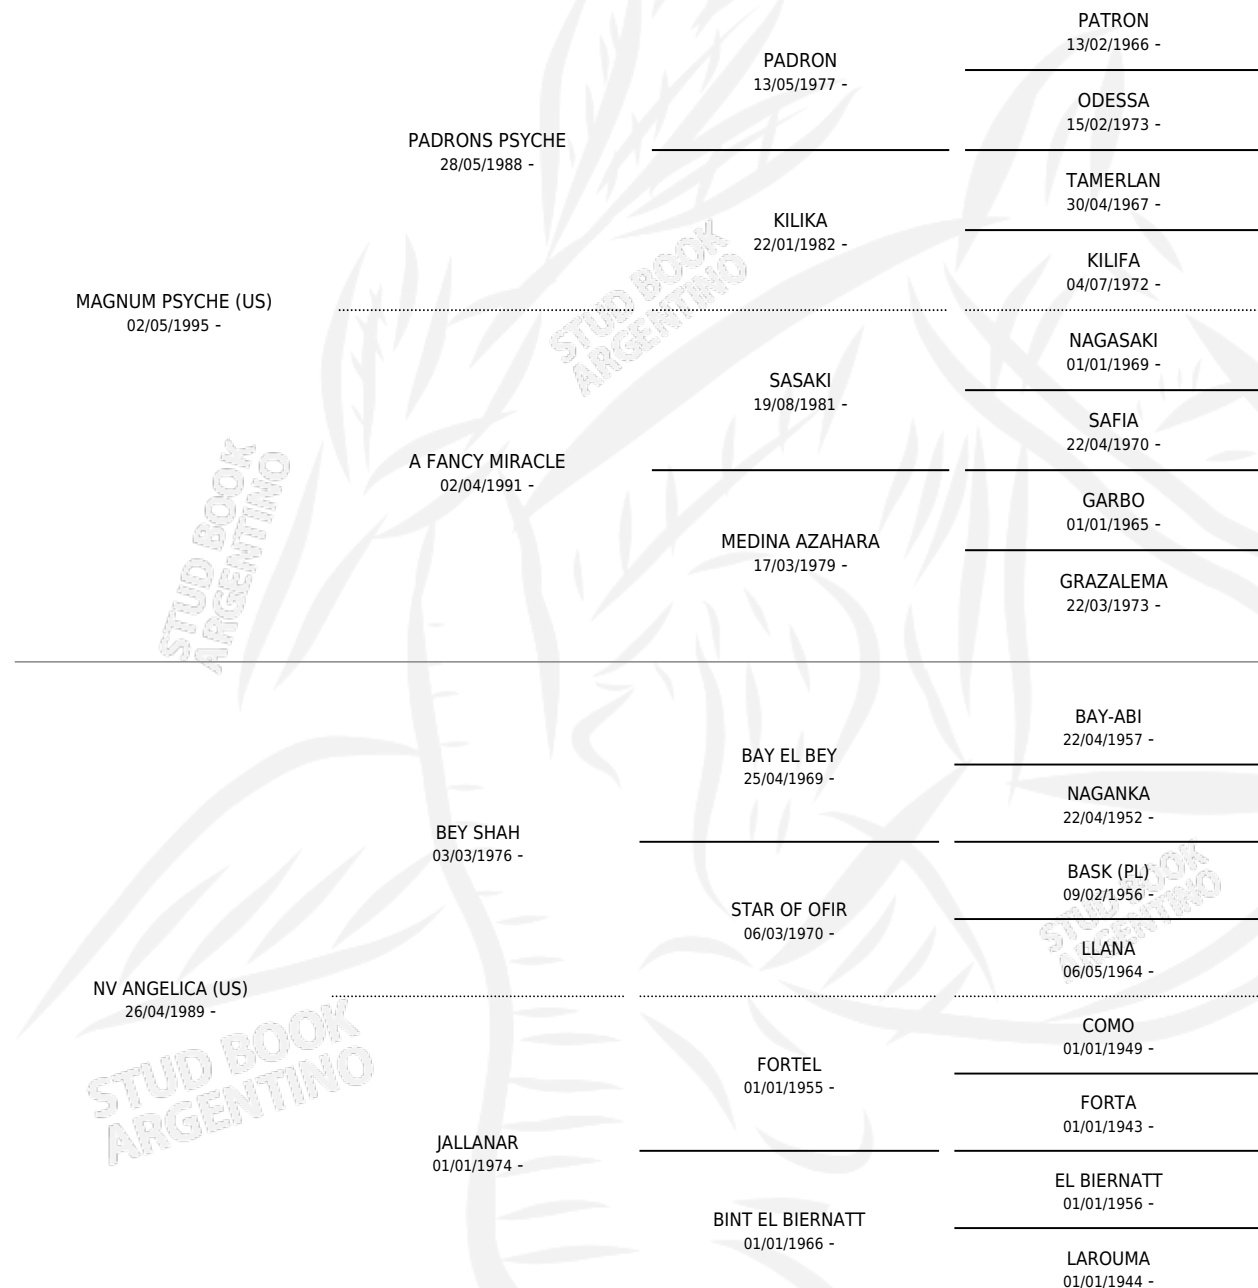 PATRON
13/02/1966 -
PADRON
13/05/1977 -
ODESSA
15/02/1973 -
PADRONS PSYCHE
28/05/1988 -
TAMERLAN
30/04/1967 -
KILIKA
22/01/1982 -
KILIFA
04/07/1972 -
MAGNUM PSYCHE (US)
02/05/1995 -
NAGASAKI
01/01/1969 -
SASAKI
19/08/1981 -
SAFIA
22/04/1970 -
A FANCY MIRACLE
02/04/1991 -
GARBO
01/01/1965 -
MEDINA AZAHARA
17/03/1979 -
GRAZALEMA
22/03/1973 -
BAY-ABI
22/04/1957 -
BAY EL BEY
25/04/1969 -
NAGANKA
22/04/1952 -
BEY SHAH
03/03/1976 -
BASK (PL)
09/02/1956 -
STAR OF OFIR
06/03/1970 -
LLANA
06/05/1964 -
NV ANGELICA (US)
26/04/1989 -
COMO
01/01/1949 -
FORTEL
01/01/1955 -
FORTA
01/01/1943 -
JALLANAR
01/01/1974 -
EL BIERNATT
01/01/1956 -
BINT EL BIERNATT
01/01/1966 -
LAROUMA
01/01/1944 -
STUD BOOK
ARGENTINO
STUD BOOK
ARGENTINO
STUD BOOK
ARGENTINO
STUD BOOK
ARGENTINO